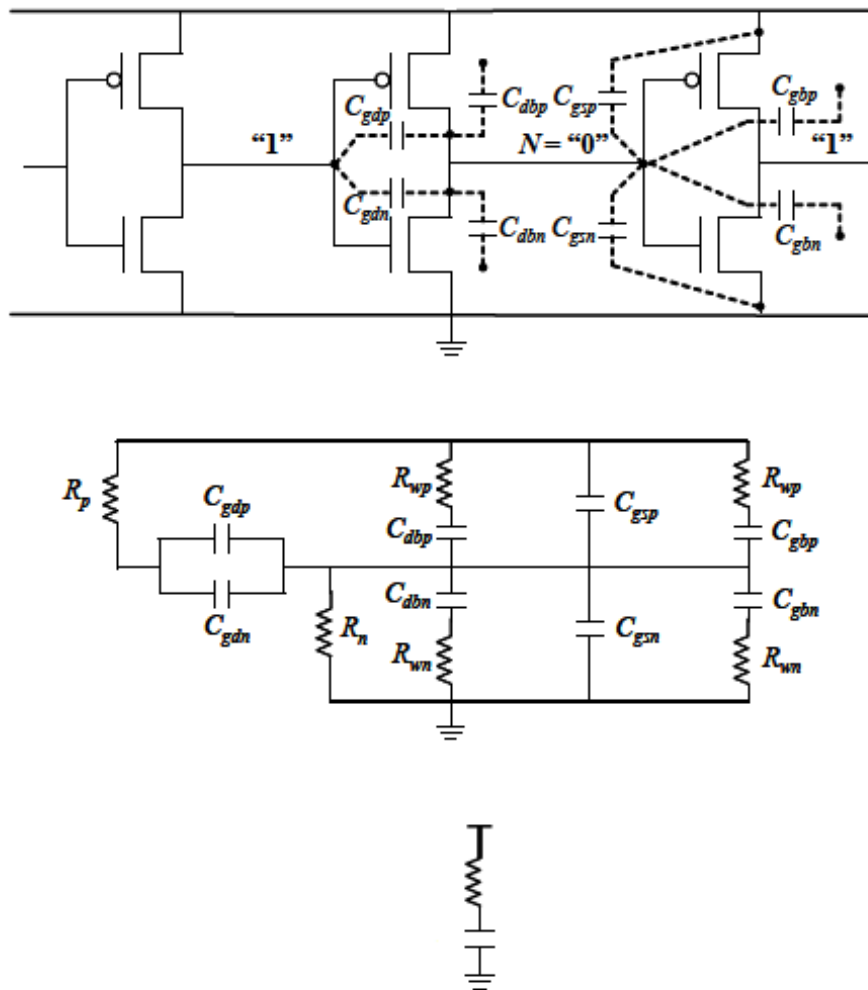 C_gdp C_dbp C_gsp C_gbp
"1" N = "0" "1"
C_gdn C_dbn C_gsn C_gbn
R_p C_gdp R_wp C_gsp R_wp
C_dbp C_gbp
C_dbn C_gbn
C_gdn R_n C_gsn
R_wn R_wn